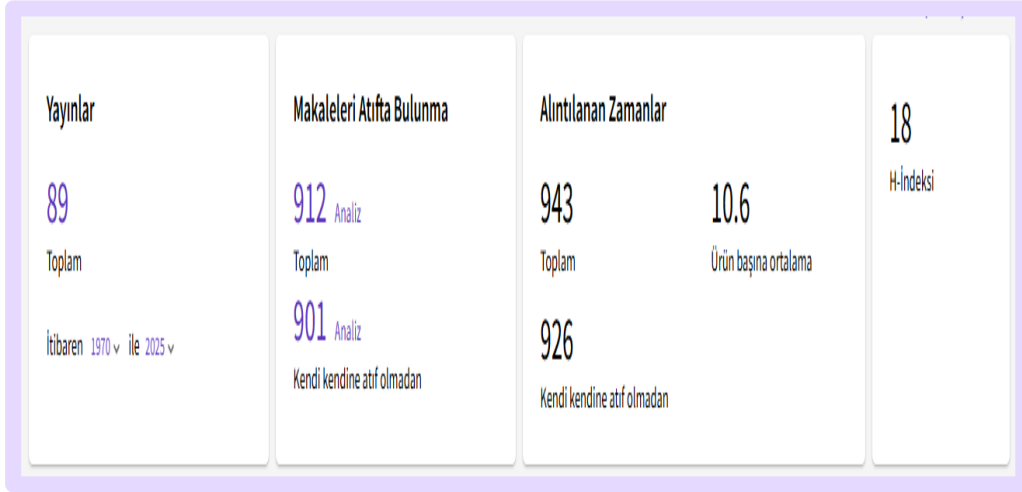 Yayınlar
89
Toplam
İtibaren 1970 ile 2025
Makaleleri Atıfta Bulunma
912 Analiz
Toplam
901 Analiz
Kendi kendine atıf olmadan
Alıntılanan Zamanlar
943
Toplam
10.6
Ürün başına ortalama
926
Kendi kendine atıf olmadan
18
H-İndeksi